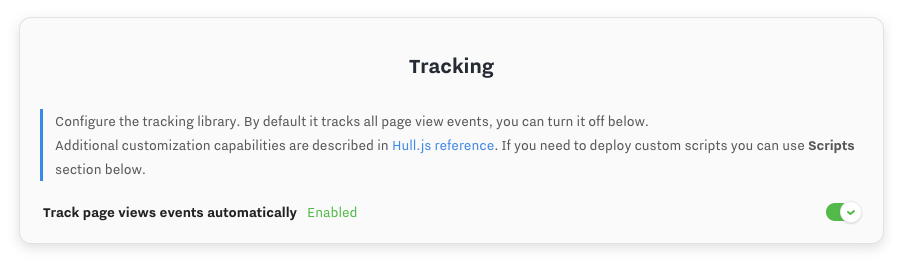 Tracking
Configure the tracking library. By default it tracks all page view events, you can turn it off below.
Additional customization capabilities are described in Hull.js reference. If you need to deploy custom scripts you can use Scripts
section below.
Track page views events automatically Enabled